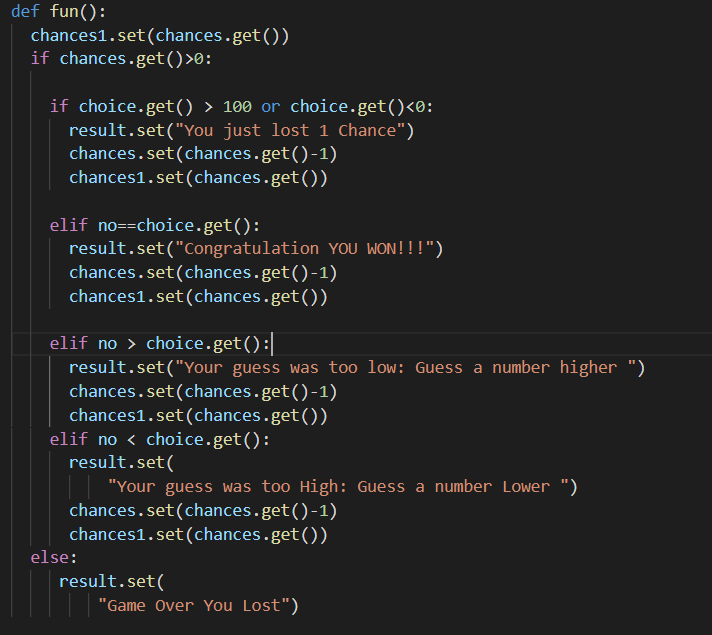 def fun():
  chances1.set(chances.get())
  if chances.get()>0:

    if choice.get() > 100 or choice.get()<0:
      result.set("You just lost 1 Chance")
      chances.set(chances.get()-1)
      chances1.set(chances.get())

    elif no==choice.get():
      result.set("Congratulation YOU WON!!!")
      chances.set(chances.get()-1)
      chances1.set(chances.get())

    elif no > choice.get():
      result.set("Your guess was too low: Guess a number higher ")
      chances.set(chances.get()-1)
      chances1.set(chances.get())
    elif no < choice.get():
      result.set(
          "Your guess was too High: Guess a number Lower ")
      chances.set(chances.get()-1)
      chances1.set(chances.get())
  else:
     result.set(
         "Game Over You Lost")